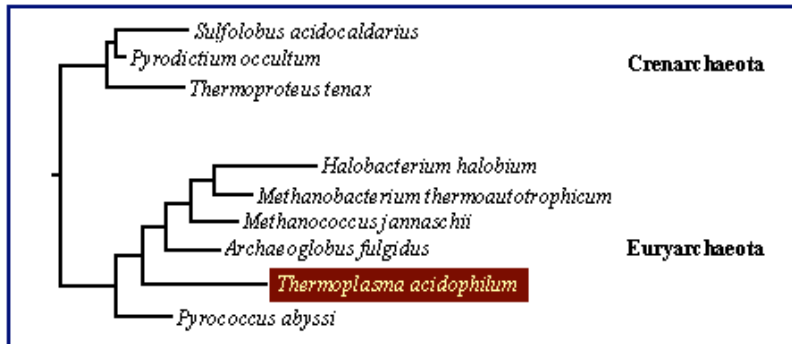 Sulfolobus acidocaldarius
Pyrodictium occultum
Crenarchaeota
Thermoproteus tenax
Halobacterium halobium
Methanobacterium thermoautotrophicum
Methanococcus jannaschii
Archaeoglobus fulgidus
Euryarchaeota
Thermoplasma acidophilum
Pyrococcus abyssi